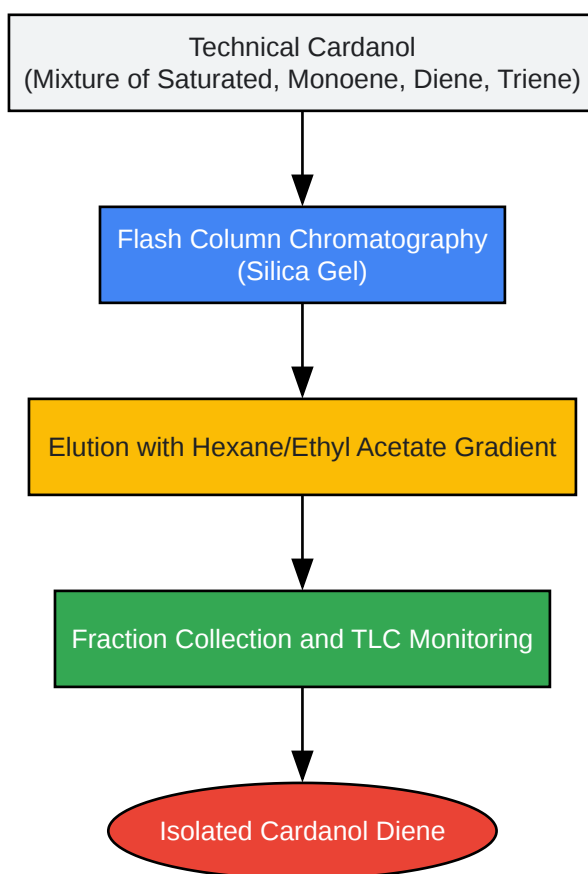 Technical Cardanol
(Mixture of Saturated, Monoene, Diene, Triene)
Flash Column Chromatography
(Silica Gel)
Elution with Hexane/Ethyl Acetate Gradient
Fraction Collection and TLC Monitoring
Isolated Cardanol Diene